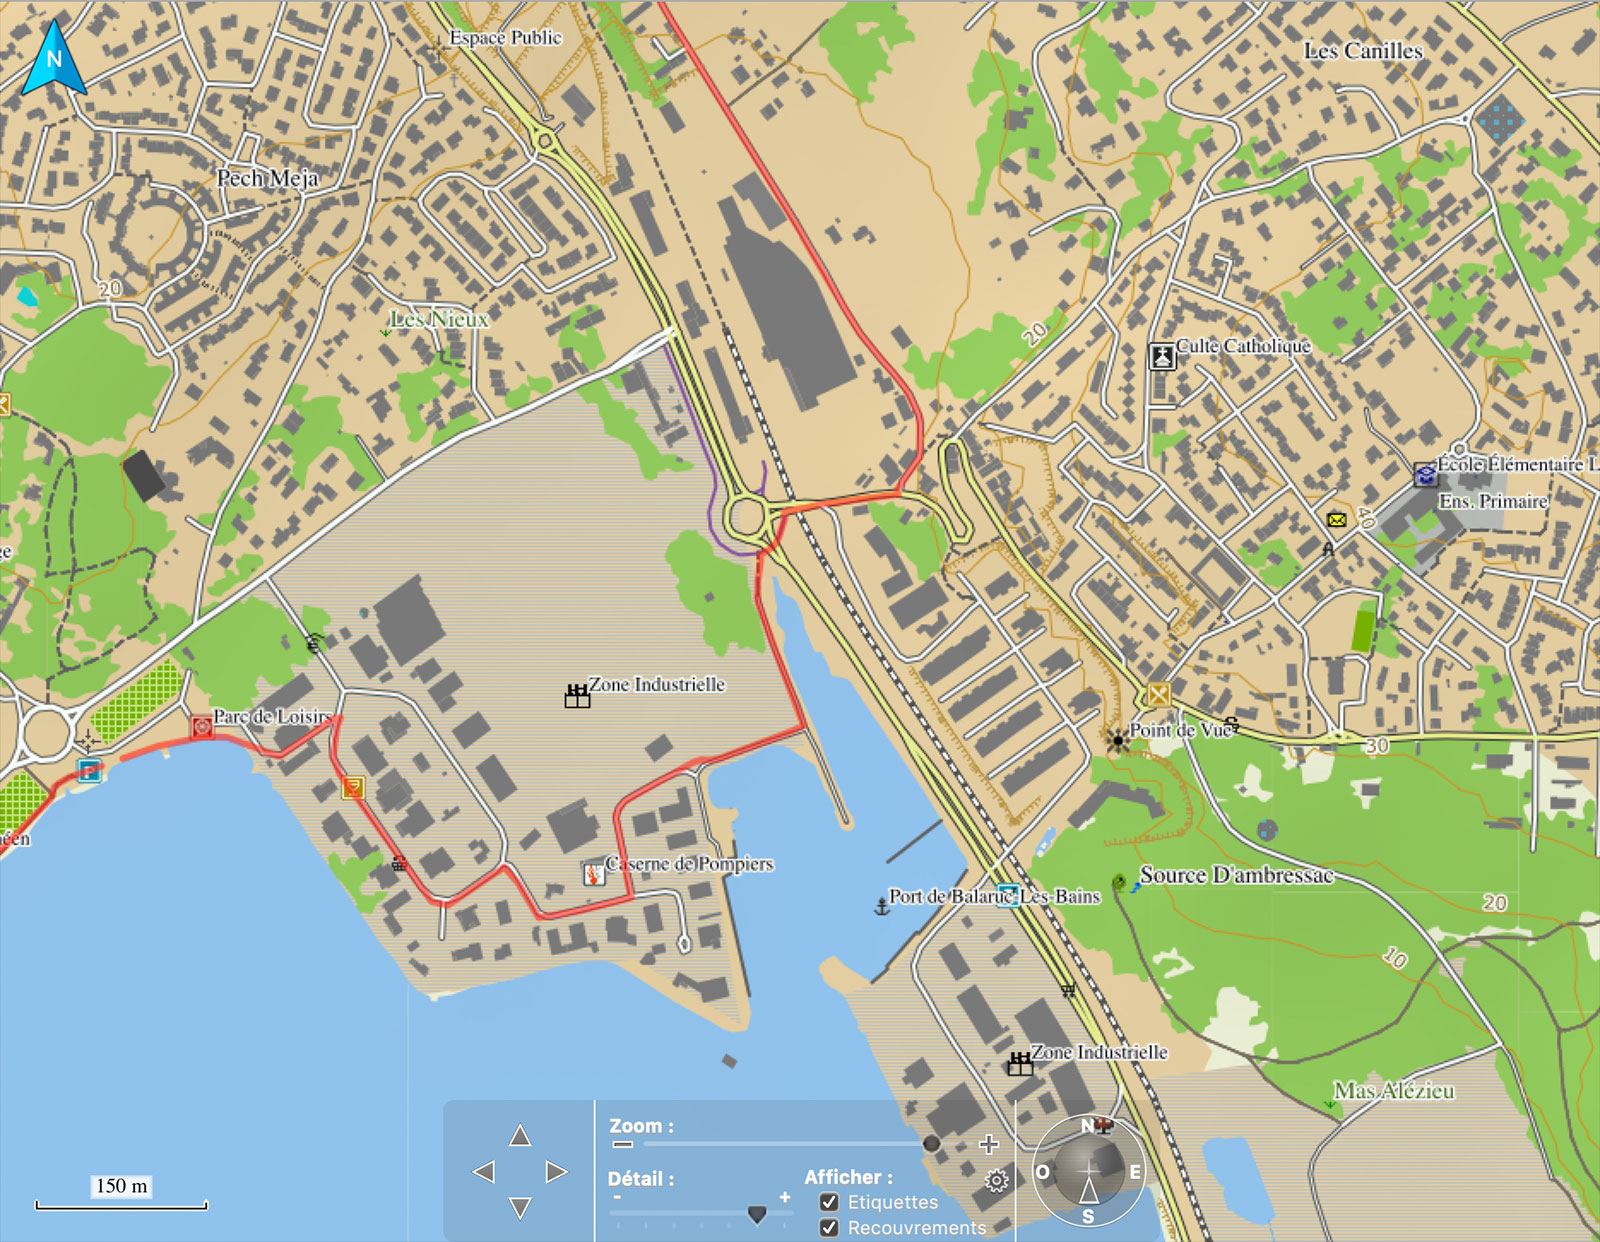 N
Espace Public
Les Canilles
Pech Meja
20
Les Nieux
20
Culte Catholique
École Élémentaire L
Ens. Primaire
40
ge
Zone Industrielle
Parc de Loisirs
Point de Vue
30
P
éen
Caserne de Pompiers
Source D'ambressac
Port de Balaruc-Les-Bains
20
10
Zone Industrielle
Mas Alézieu
Zoom :
Détail :
- +
Afficher :
Etiquettes
Recouvrements
N
O E
S
150 m